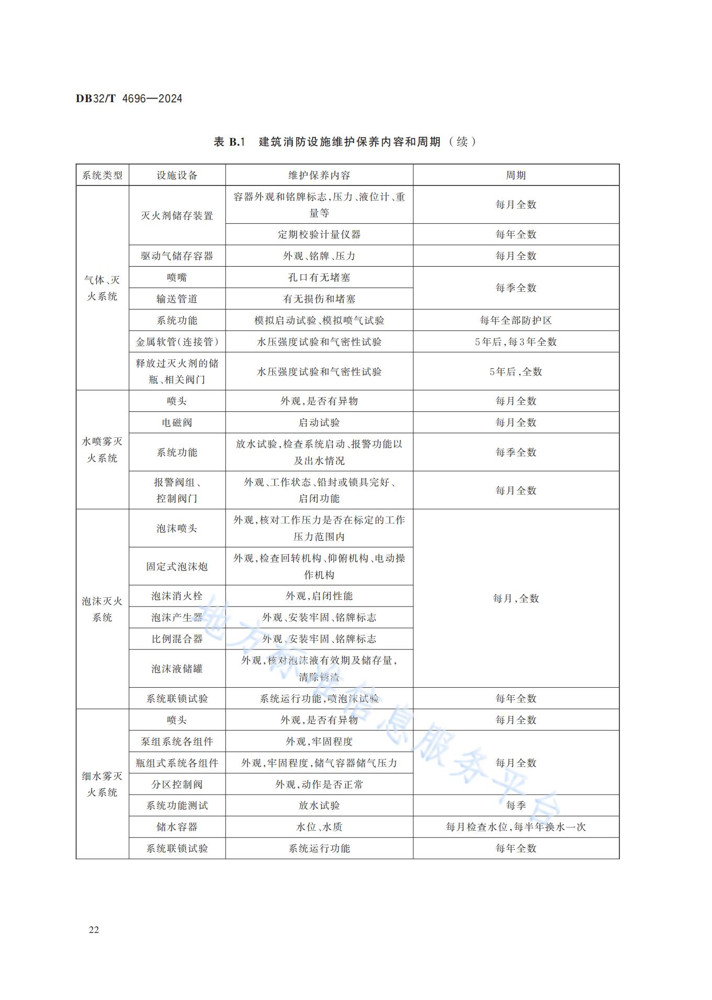 DB32/T 4696—2024
表 B.1 建筑消防设施维护保养内容和周期（续）
系统类型 设施设备 维护保养内容 周期
气体、灭
火系统
灭火剂储存装置
容器外观和铭牌标志,压力、液位计、重
量等
每月全数
定期校验计量仪器 每年全数
驱动气储存容器 外观、铭牌、压力 每月全数
喷嘴 孔口有无堵塞
每季全数
输送管道 有无损伤和堵塞
系统功能 模拟启动试验、模拟喷气试验 每年全部防护区
金属软管(连接管) 水压强度试验和气密性试验 5年后,每3年全数
释放过灭火剂的储
瓶、相关阀门
水压强度试验和气密性试验 5年后,全数
水喷雾灭
火系统
喷头 外观,是否有异物 每月全数
电磁阀 启动试验 每月全数
系统功能
放水试验,检查系统启动、报警功能以
及出水情况
每季全数
报警阀组、
控制阀门
外观、工作状态、铅封或锁具完好、
启闭功能
每月全数
泡沫灭火
系统
泡沫喷头
外观,核对工作压力是否在标定的工作
压力范围内
固定式泡沫炮
外观,检查回转机构、仰俯机构、电动操
作机构
泡沫消火栓 外观,启闭性能
每月,全数
泡沫产生器 外观、安装牢固、铭牌标志
比例混合器 外观、安装牢固、铭牌标志
泡沫液储罐
外观,核对泡沫液有效期及储存量,
清除锈渣
系统联锁试验 系统运行功能,喷泡沫试验 每年全数
细水雾灭
火系统
喷头 外观,是否有异物 每月全数
泵组系统各组件 外观,牢固程度
瓶组式系统各组件 外观,牢固程度,储气容器储气压力 每月全数
分区控制阀 外观,动作是否正常
系统功能测试 放水试验 每季
储水容器 水位、水质 每月检查水位,每半年换水一次
系统联锁试验 系统运行功能 每年全数
地方标准信息服务平台
22